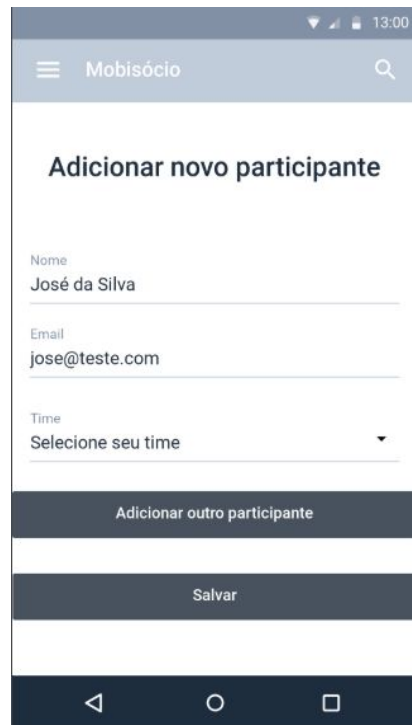 13:00
Mobisócio
Adicionar novo participante
Nome
José da Silva
Email
jose@teste.com
Time
Selecione seu time
Adicionar outro participante
Salvar